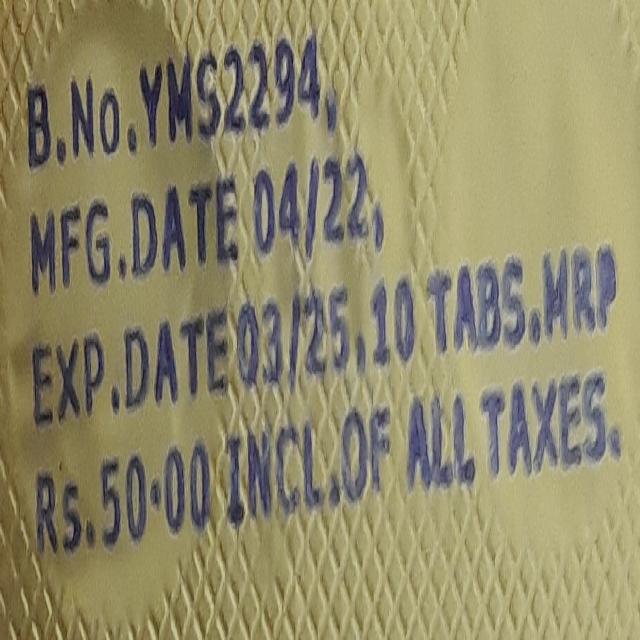 B.No.YMS2294,
MFG.DATE 04/22,
EXP.DATE 03/25,10 TABS.MRP
Rs.50.00 INCL.OF ALL TAXES.